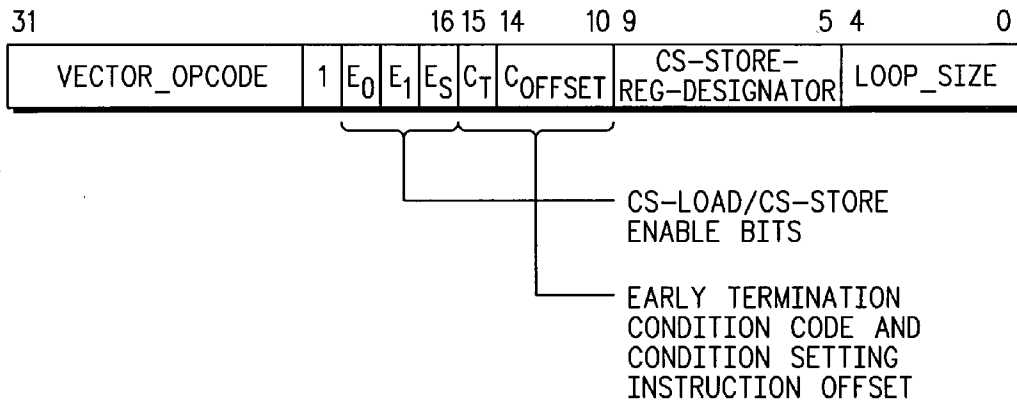 31 16 15 14 10 9 5 4 0
VECTOR_OPCODE 1 E0 E1 ES CT COFFSET CS-STORE-REG-DESIGNATOR LOOP_SIZE
CS-LOAD/CS-STORE
ENABLE BITS
EARLY TERMINATION
CONDITION CODE AND
CONDITION SETTING
INSTRUCTION OFFSET